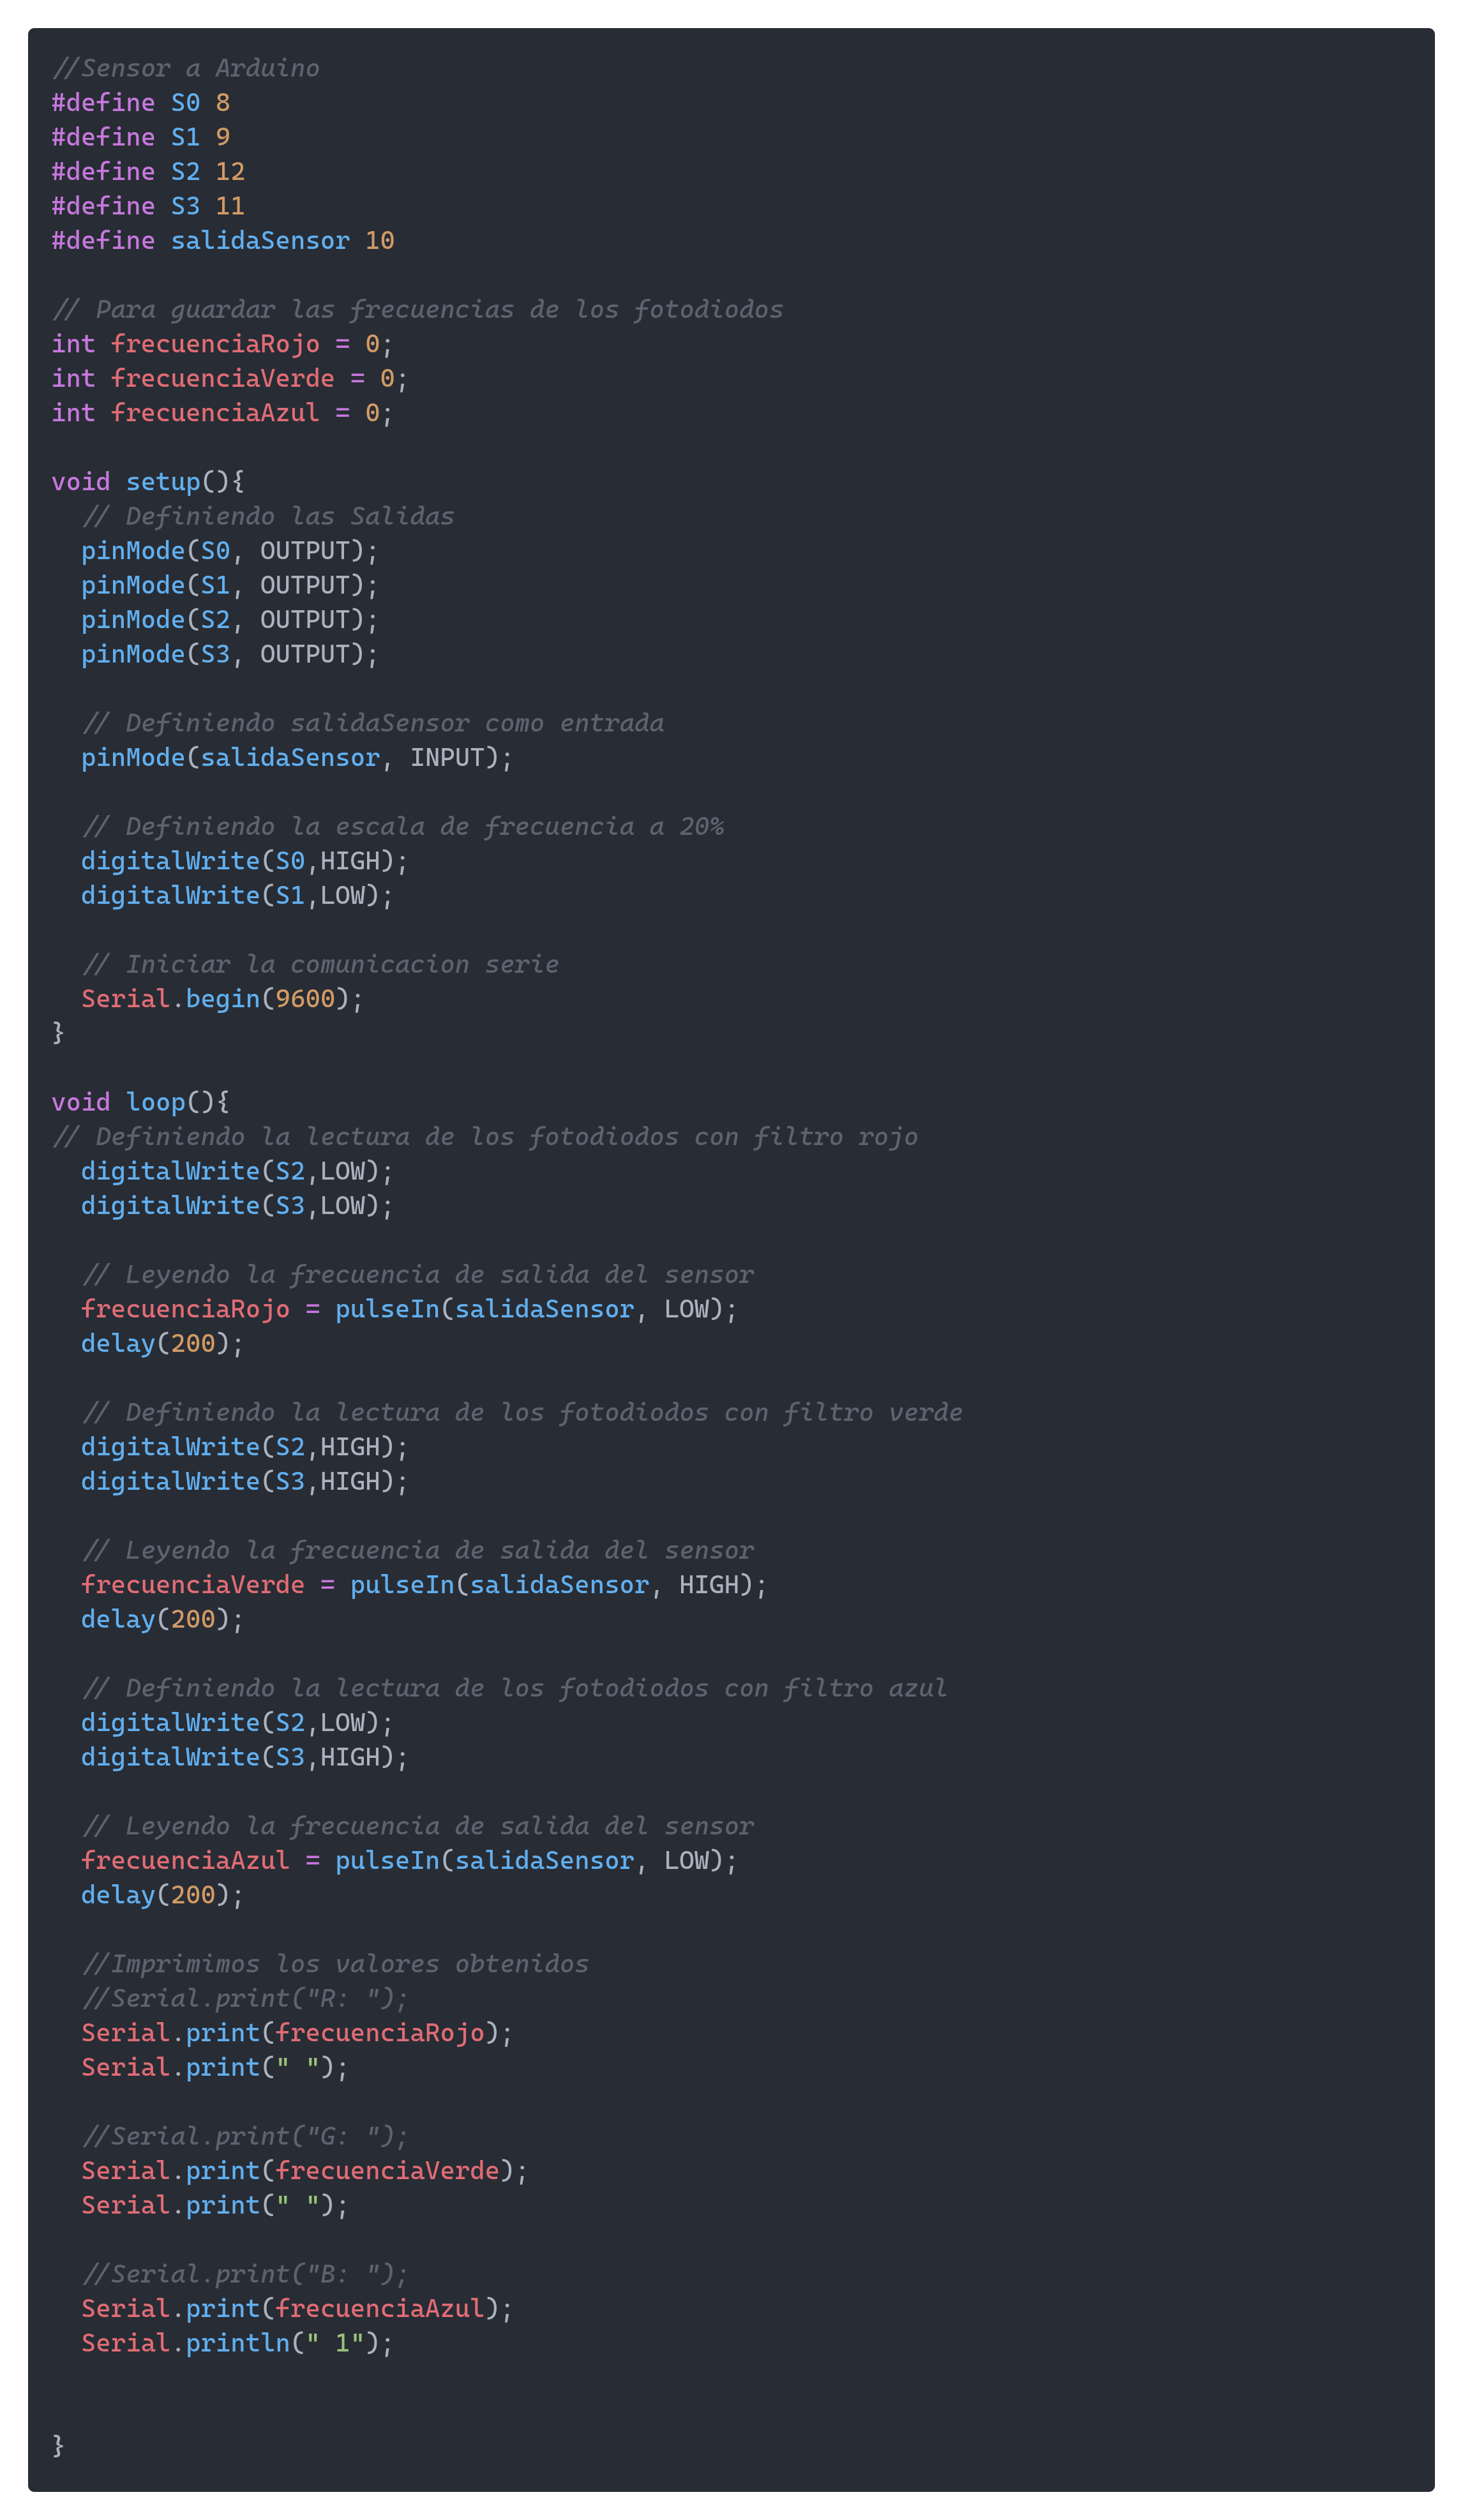 //Sensor a Arduino
#define S0 8
#define S1 9
#define S2 12
#define S3 11
#define salidaSensor 10

// Para guardar las frecuencias de los fotodiodos
int frecuenciaRojo = 0;
int frecuenciaVerde = 0;
int frecuenciaAzul = 0;

void setup(){
  // Definiendo las Salidas
  pinMode(S0, OUTPUT);
  pinMode(S1, OUTPUT);
  pinMode(S2, OUTPUT);
  pinMode(S3, OUTPUT);

  // Definiendo salidaSensor como entrada
  pinMode(salidaSensor, INPUT);

  // Definiendo la escala de frecuencia a 20%
  digitalWrite(S0,HIGH);
  digitalWrite(S1,LOW);

  // Iniciar la comunicacion serie
  Serial.begin(9600);
}

void loop(){
// Definiendo la lectura de los fotodiodos con filtro rojo
  digitalWrite(S2,LOW);
  digitalWrite(S3,LOW);

  // Leyendo la frecuencia de salida del sensor
  frecuenciaRojo = pulseIn(salidaSensor, LOW);
  delay(200);

  // Definiendo la lectura de los fotodiodos con filtro verde
  digitalWrite(S2,HIGH);
  digitalWrite(S3,HIGH);

  // Leyendo la frecuencia de salida del sensor
  frecuenciaVerde = pulseIn(salidaSensor, HIGH);
  delay(200);

  // Definiendo la lectura de los fotodiodos con filtro azul
  digitalWrite(S2,LOW);
  digitalWrite(S3,HIGH);

  // Leyendo la frecuencia de salida del sensor
  frecuenciaAzul = pulseIn(salidaSensor, LOW);
  delay(200);

  //Imprimimos los valores obtenidos
  //Serial.print("R: ");
  Serial.print(frecuenciaRojo);
  Serial.print(" ");

  //Serial.print("G: ");
  Serial.print(frecuenciaVerde);
  Serial.print(" ");

  //Serial.print("B: ");
  Serial.print(frecuenciaAzul);
  Serial.println(" 1");


}